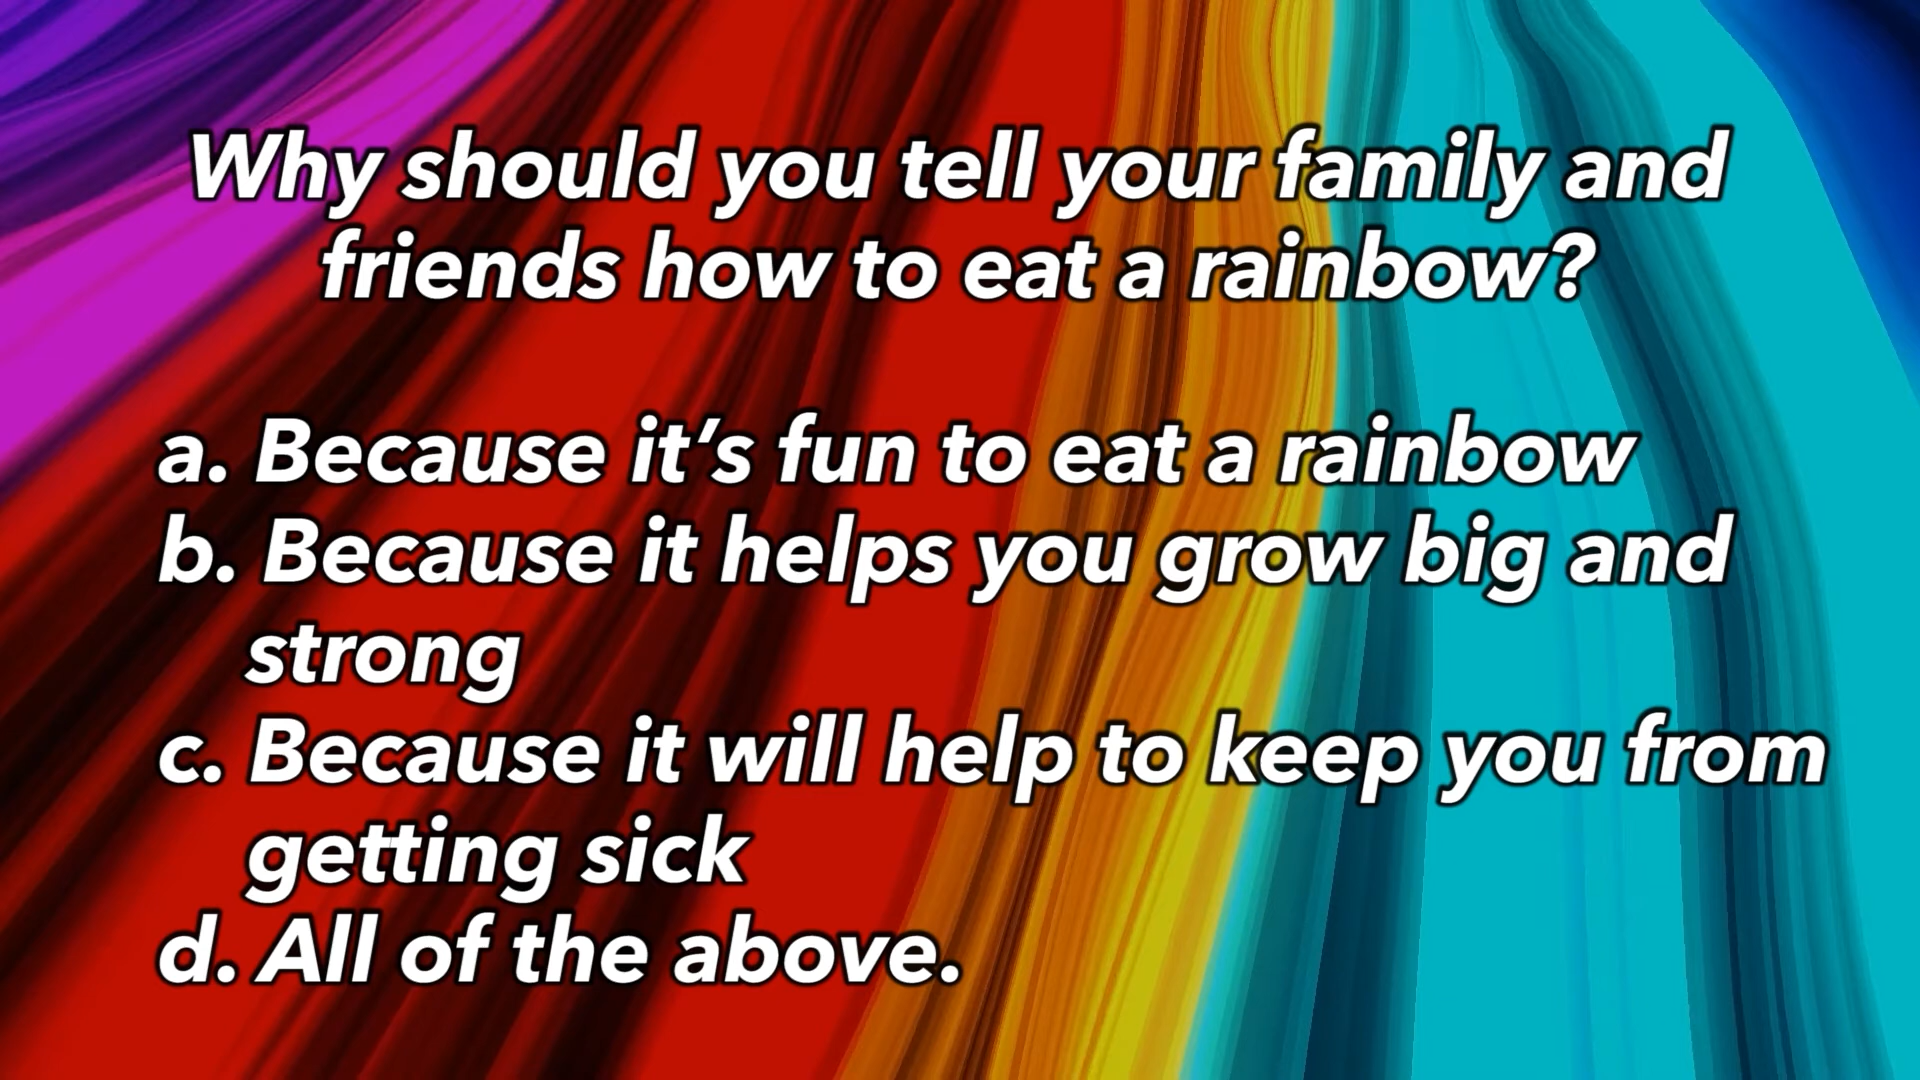 Why should you tell your family and
friends how to eat a rainbow?
a. Because it’s fun to eat a rainbow
b. Because it helps you grow big and
strong
c. Because it will help to keep you from
getting sick
d. All of the above.